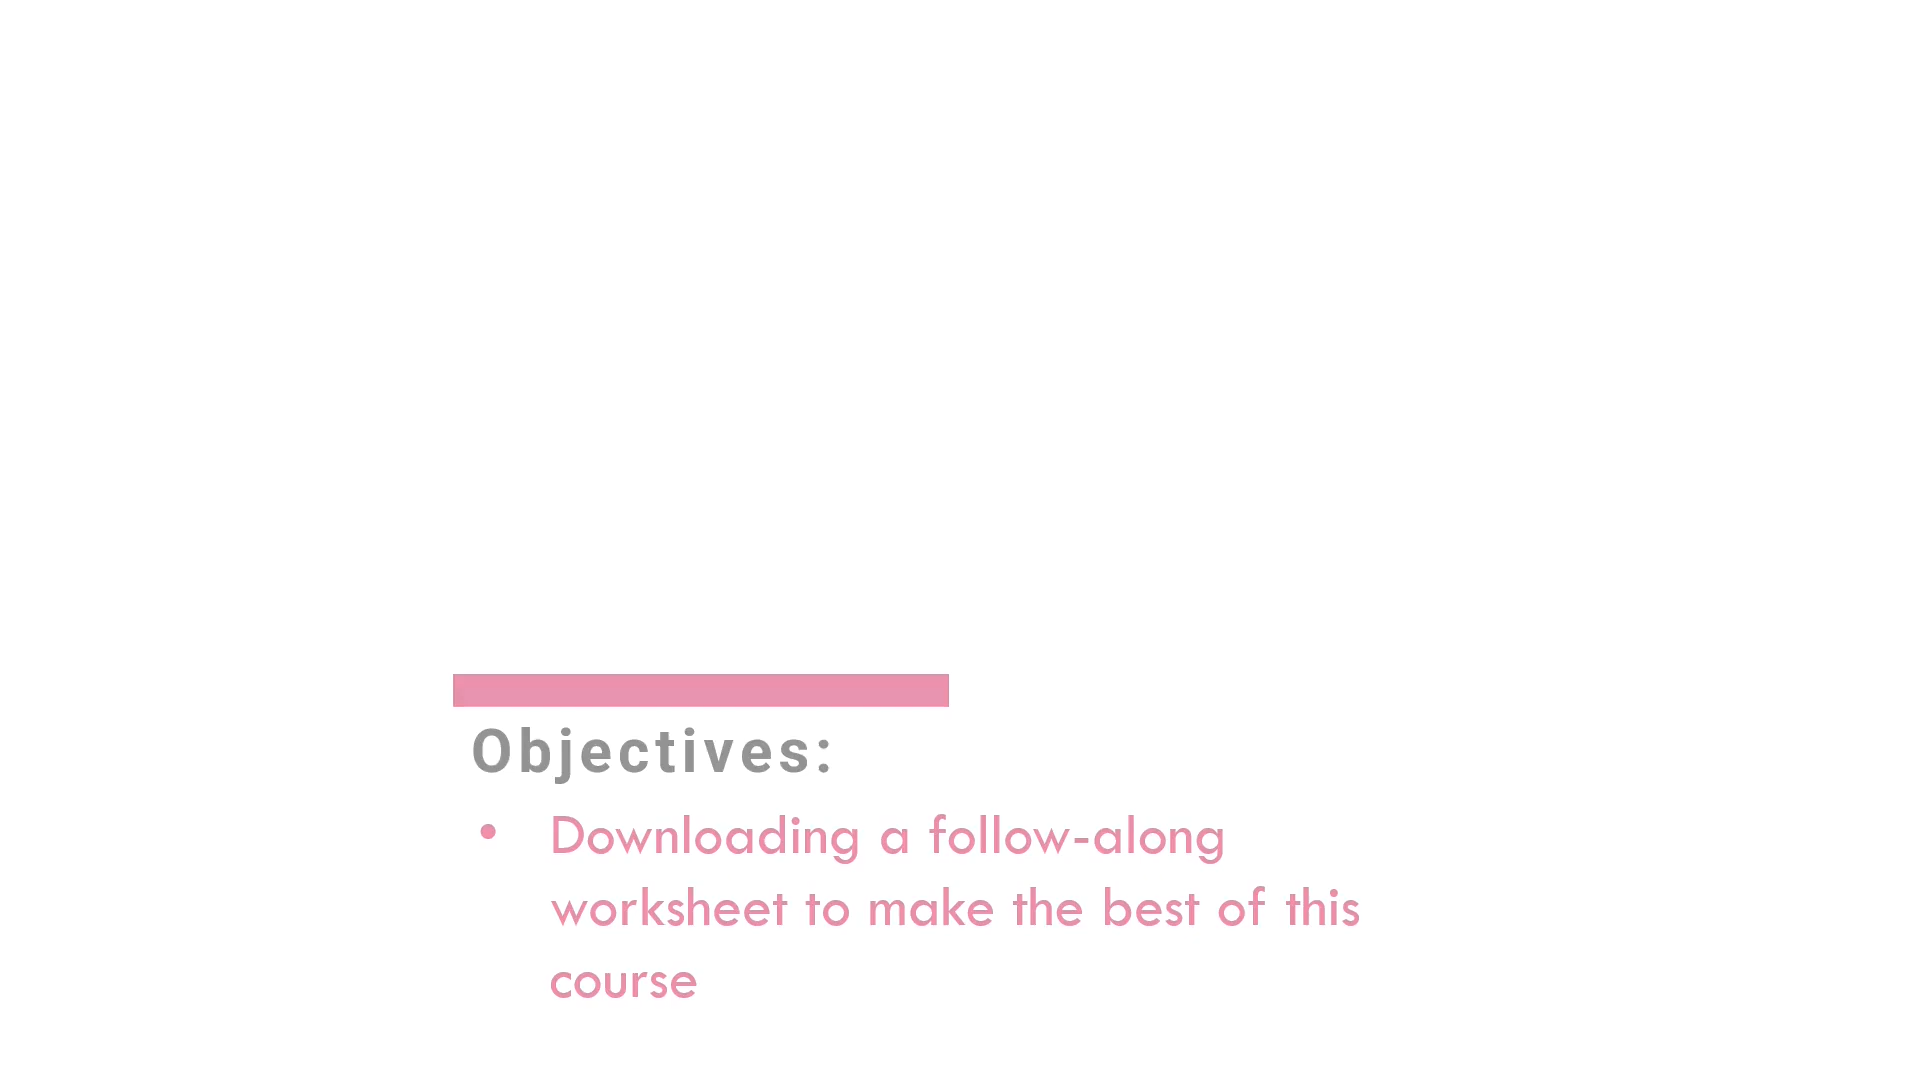 Objectives:
• Downloading a follow-along
worksheet to make the best of this
course